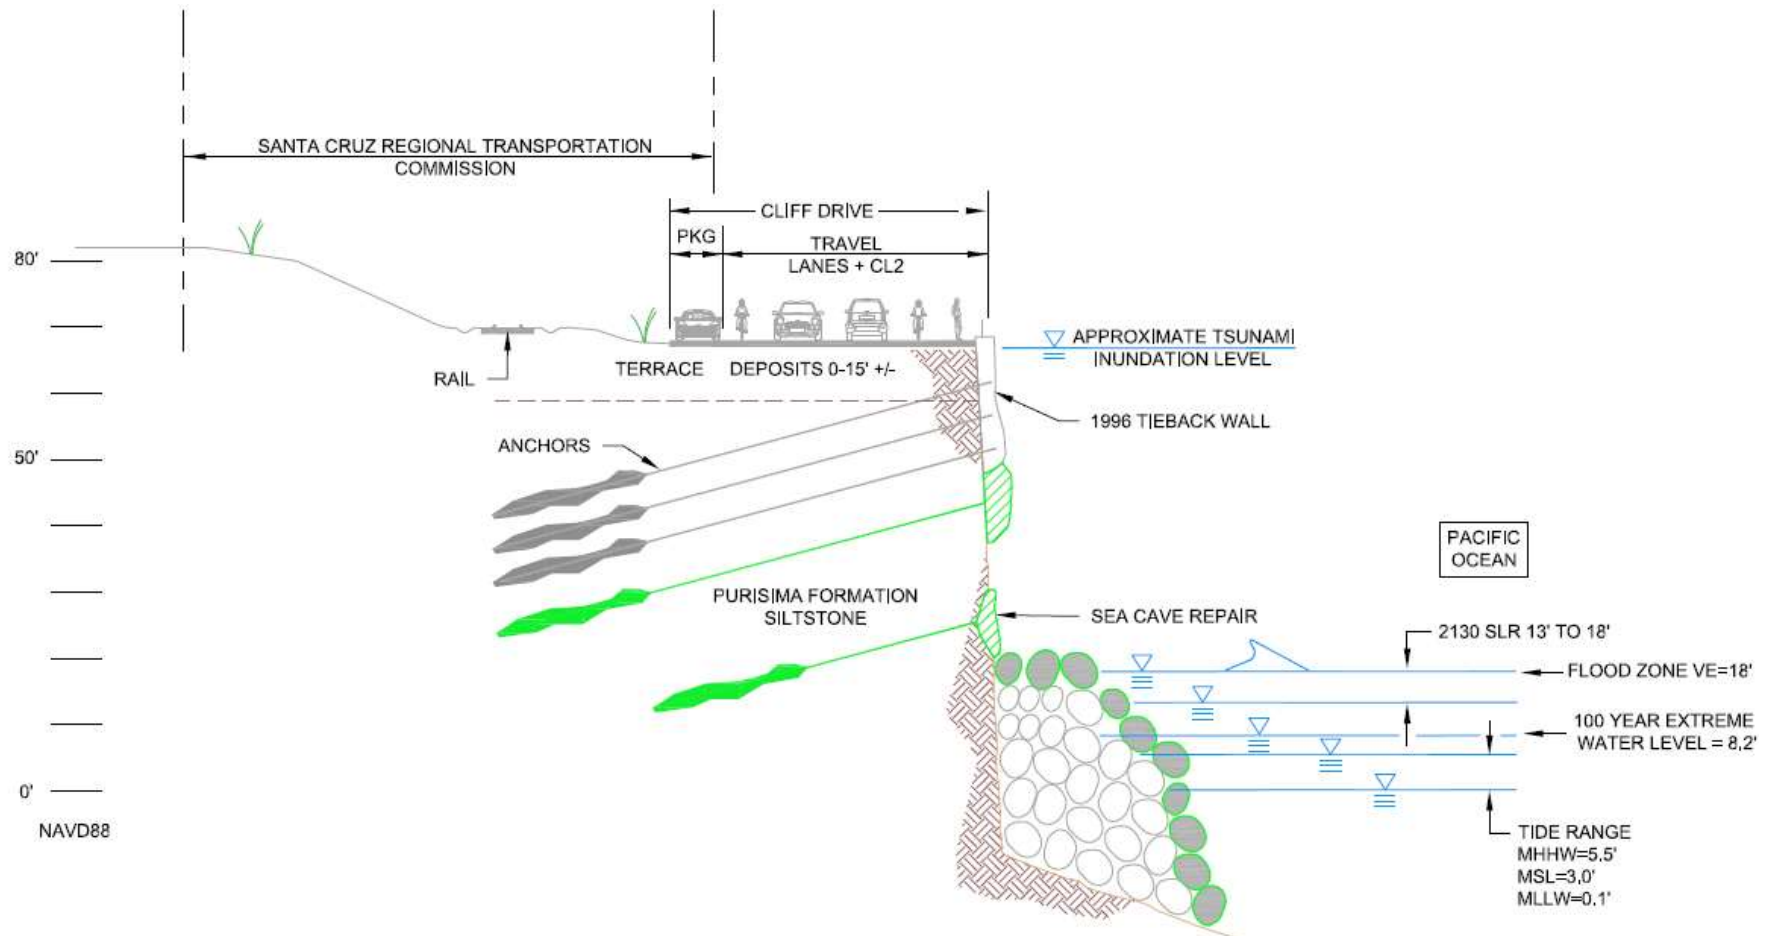 SANTA CRUZ REGIONAL TRANSPORTATION
COMMISSION
CLIFF DRIVE
PKG
TRAVEL
LANES + CL2
80'
APPROXIMATE TSUNAMI
INUNDATION LEVEL
RAIL
TERRACE DEPOSITS 0-15' +/-
1996 TIEBACK WALL
ANCHORS
50'
PACIFIC
OCEAN
PURISIMA FORMATION
SILTSTONE
SEA CAVE REPAIR
2130 SLR 13' TO 18'
FLOOD ZONE VE=18'
100 YEAR EXTREME
WATER LEVEL = 8.2'
0'
NAVD88
TIDE RANGE
MHHW=5.5'
MSL=3.0'
MLLW=0.1'